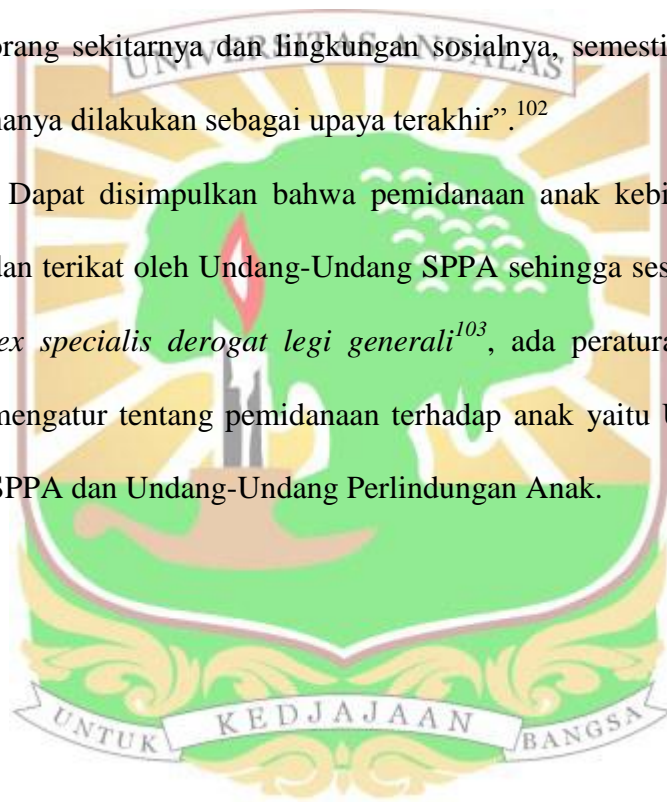 orang sekitarnya dan lingkungan sosialnya, semesti
UNIVERSITAS ANDALAS
hanya dilakukan sebagai upaya terakhir”.102
Dapat disimpulkan bahwa pemidanaan anak kebi
dan terikat oleh Undang-Undang SPPA sehingga ses
ex specialis derogat legi generali103, ada peratura
mengatur tentang pemidanaan terhadap anak yaitu U
SPPA dan Undang-Undang Perlindungan Anak.
UNTUK KEDJAJAAN BANGSA